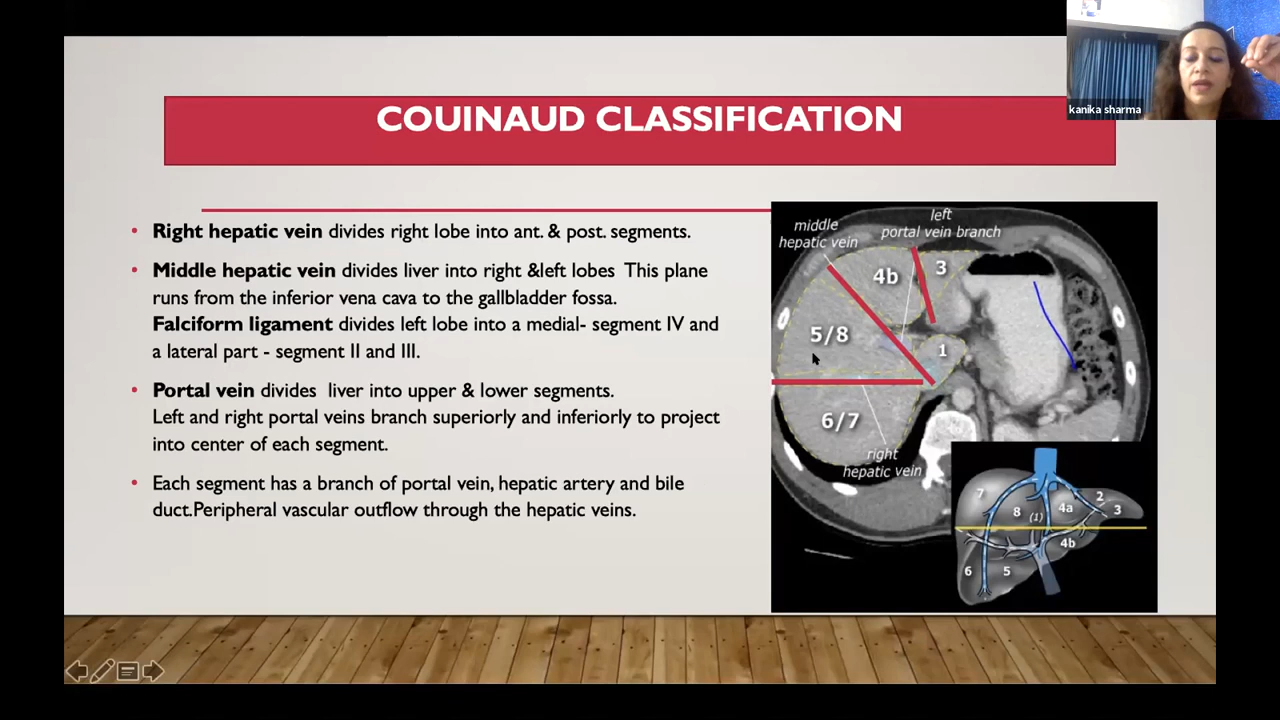 kanika sharma
COUINAUD CLASSIFICATION
• Right hepatic vein divides right lobe into ant. & post. segments.
• Middle hepatic vein divides liver into right &left lobes This plane
runs from the inferior vena cava to the gallbladder fossa.
Falciform ligament divides left lobe into a medial- segment IV and
a lateral part - segment II and III.
• Portal vein divides liver into upper & lower segments.
Left and right portal veins branch superiorly and inferiorly to project
into center of each segment.
• Each segment has a branch of portal vein, hepatic artery and bile
duct.Peripheral vascular outflow through the hepatic veins.
middle
hepatic vein
left
portal vein branch
4b
3
5/8
1
6/7
right
hepatic vein
7
8
(1)
4a
2
3
4b
6
5